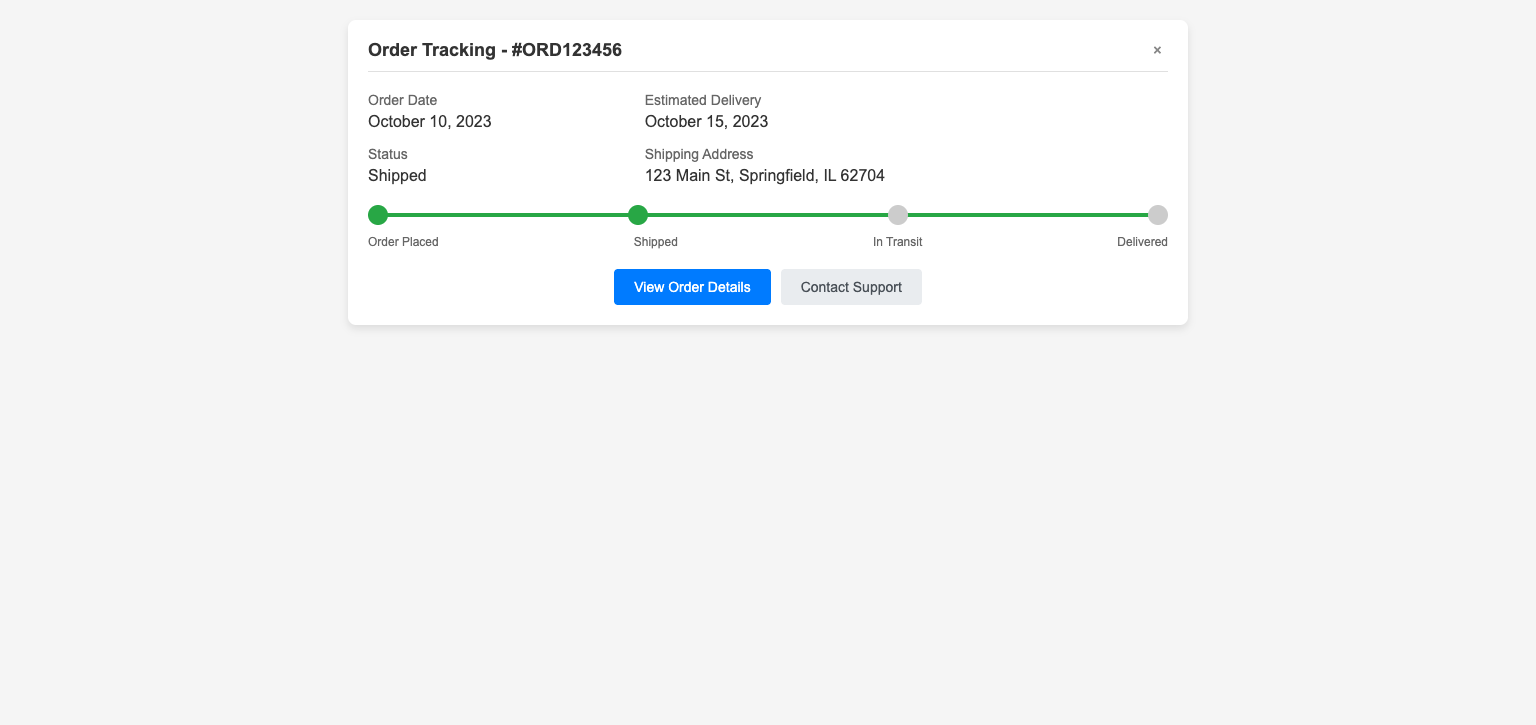 Order Tracking - #ORD123456 ×
Order Date Estimated Delivery
October 10, 2023 October 15, 2023
Status Shipping Address
Shipped 123 Main St, Springfield, IL 62704
Order Placed Shipped In Transit Delivered
View Order Details Contact Support